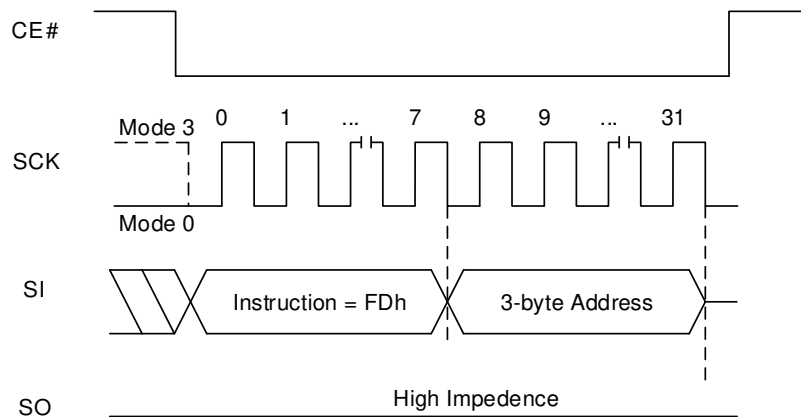 CE#
Mode 3 0 1 ... 7 8 9 ... 31
SCK
Mode 0
SI Instruction = FDh 3-byte Address
SO High Impedence